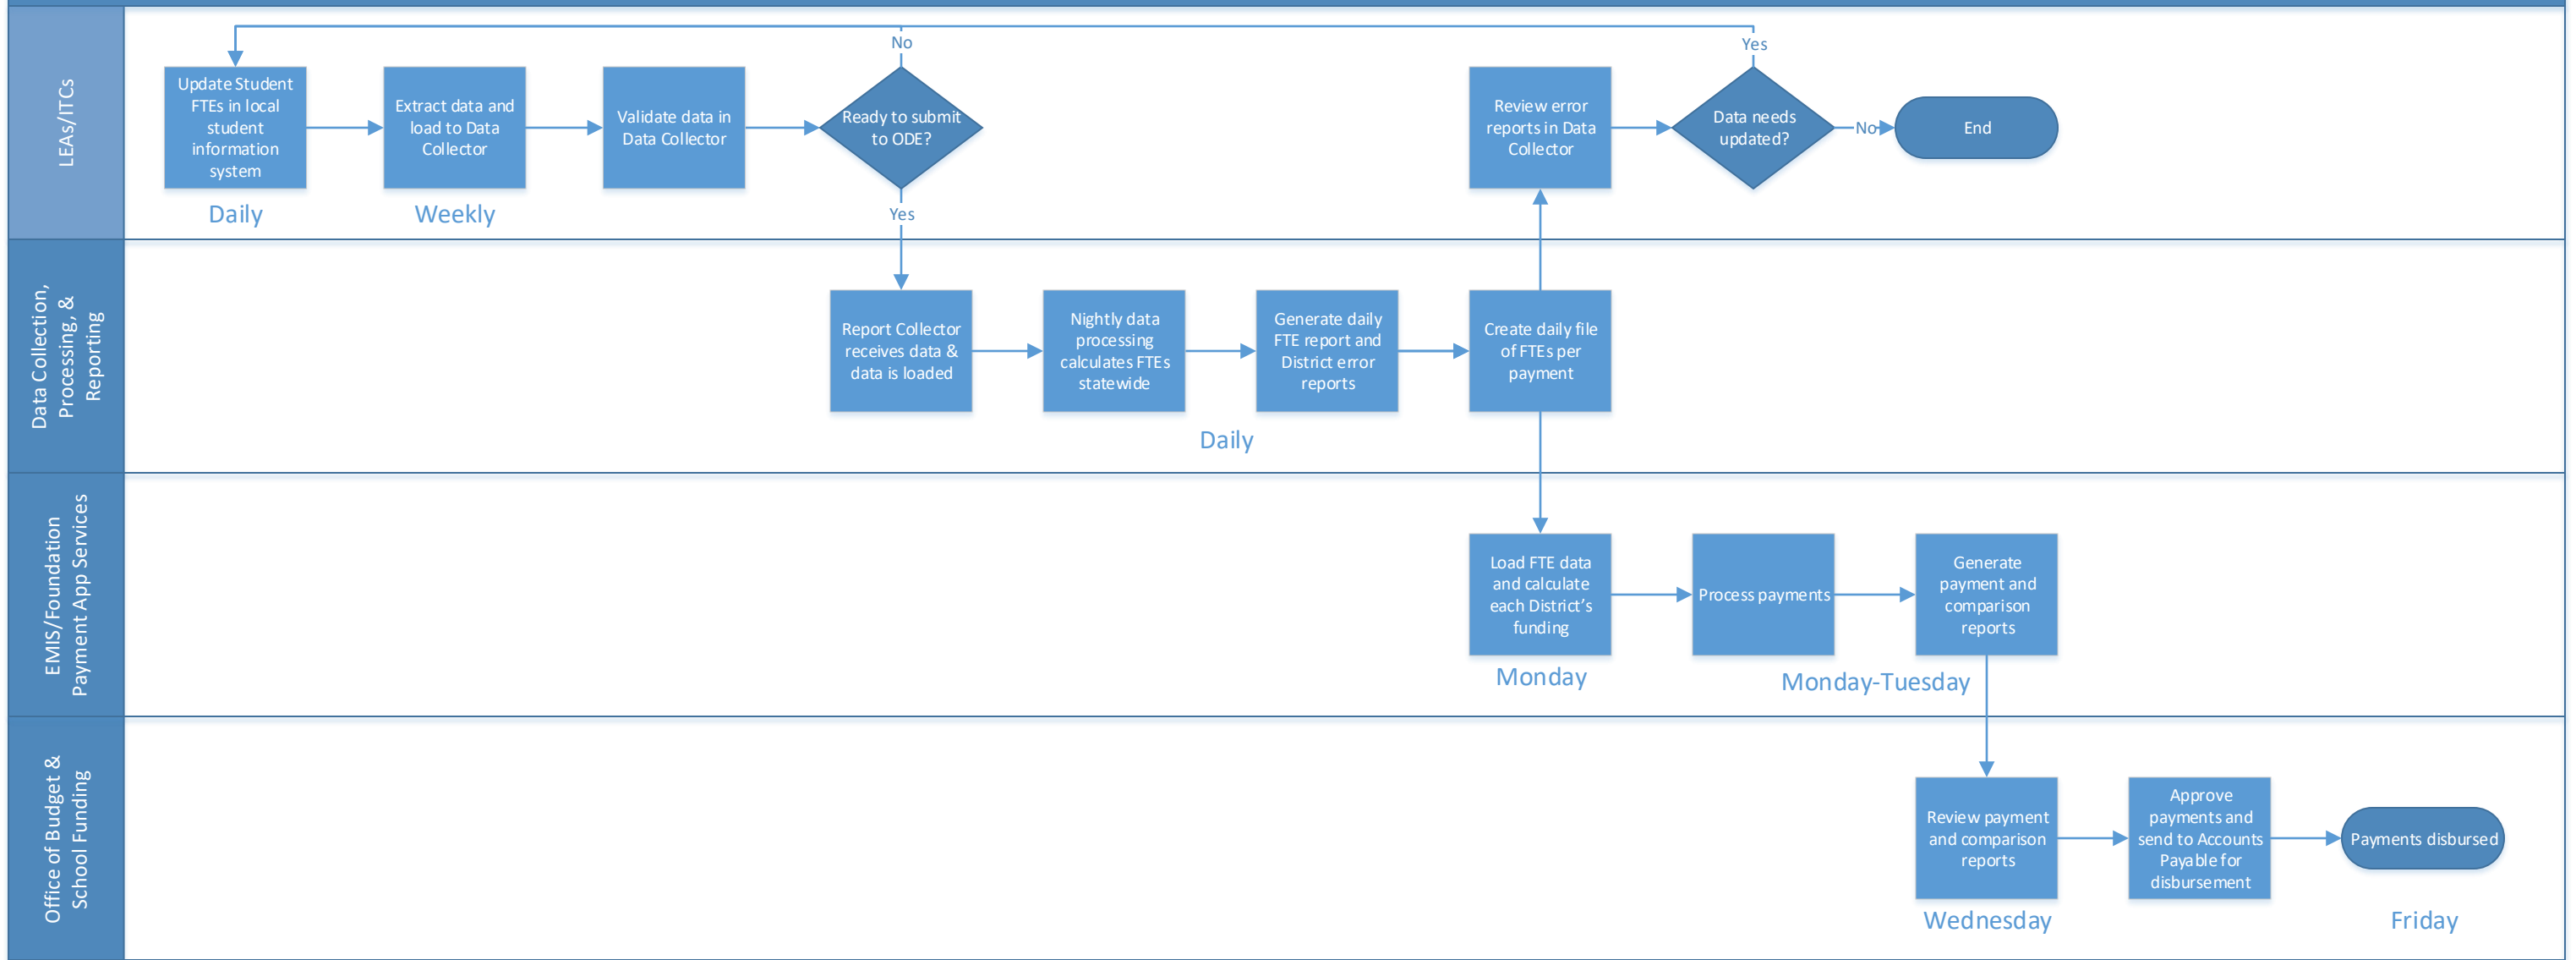 LEAs/ITCs
No
Yes
Update Student
FTEs in local
student
information
system
Extract data and
load to Data
Collector
Validate data in
Data Collector
Ready to submit
to ODE?
Review error
reports in Data
Collector
Data needs
updated?
No
End
Daily
Weekly
Yes
Data Collection,
Processing, &
Reporting
Report Collector
receives data &
data is loaded
Nightly data
processing
calculates FTEs
statewide
Generate daily
FTE report and
District error
reports
Create daily file
of FTEs per
payment
Daily
EMIS/Foundation
Payment App Services
Load FTE data
and calculate
each District’s
funding
Process payments
Generate
payment and
comparison
reports
Monday
Monday-Tuesday
Office of Budget &
School Funding
Review payment
and comparison
reports
Approve
payments and
send to Accounts
Payable for
disbursement
Payments disbursed
Wednesday
Friday